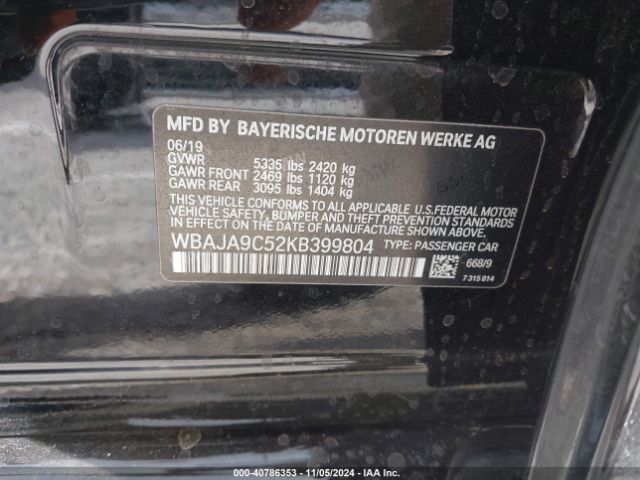 MFD BY BAYERISCHE MOTOREN WERKE AG
06/19
GVWR 5335 lbs 2420 kg
GAWR FRONT 2469 lbs 1120 kg
GAWR REAR 3095 lbs 1404 kg
THIS VEHICLE CONFORMS TO ALL APPLICABLE U.S.FEDERAL MOTOR
VEHICLE SAFETY, BUMPER AND THEFT PREVENTION STANDARDS
IN EFFECT ON THE DATE OF MANUFACTURE SHOWN ABOVE.
WBAJA9C52KB399804 TYPE: PASSENGER CAR
668/9
7 315 814
000-40786353 - 11/05/2024 - IAA Inc.